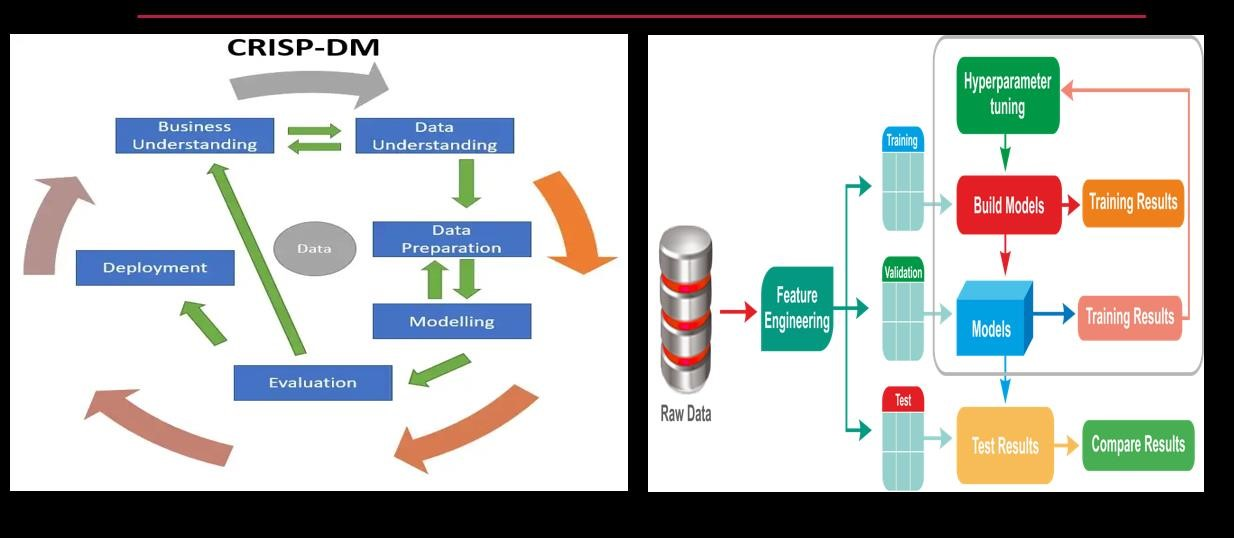 CRISP-DM
Business
Understanding
Data
Understanding
Data
Preparation
Data
Deployment
Modelling
Evaluation
Hyperparameter
tuning
Training
Build Models
Training Results
Validation
Feature
Engineering
Models
Training Results
Raw Data
Test
Test Results
Compare Results